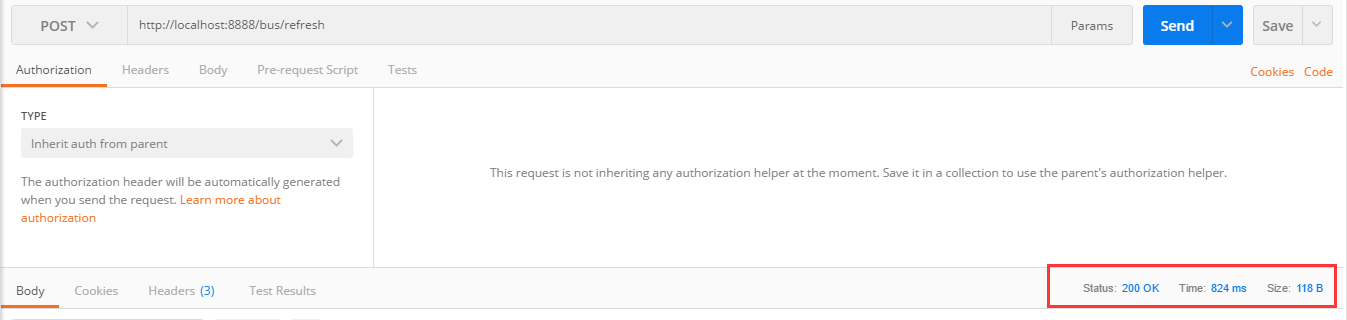 POST http://localhost:8888/bus/refresh Params Send Save
Authorization Headers Body Pre-request Script Tests Cookies Code
TYPE
Inherit auth from parent
The authorization header will be automatically generated
when you send the request. Learn more about
authorization
This request is not inheriting any authorization helper at the moment. Save it in a collection to use the parent's authorization helper.
Body Cookies Headers (3) Test Results Status: 200 OK Time: 824 ms Size: 118 B